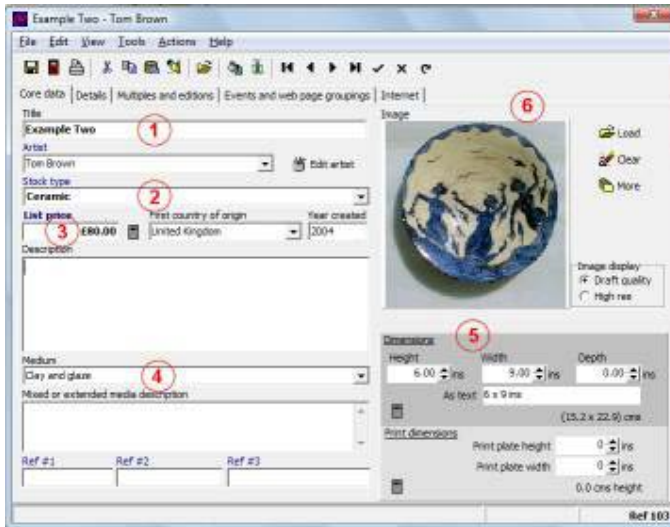 Example Two - Tom Brown
File Edit View Tools Actions Help
Core data Details Multiples and editions Events and web page groupings Internet
Title
Example Two
1
Artist
Tom Brown
Edit artist
Stock type
Ceramic
2
List price
First country of origin
Year created
3
£80.00
United Kingdom
2004
Description
Medium
Clay and glaze
4
Mixed or extended media description
Ref #1
Ref #2
Ref #3
Image
6
Load
Clear
More
Image display
Draft quality
High res
Dimensions
5
Height
Width
Depth
6.00 ins
9.00 ins
0.00 ins
As text 6 x 9 ins
(15.2 x 22.9) cms
Print dimensions
Print plate height 0 ins
Print plate width 0 ins
0.0 cms height
Ref 103